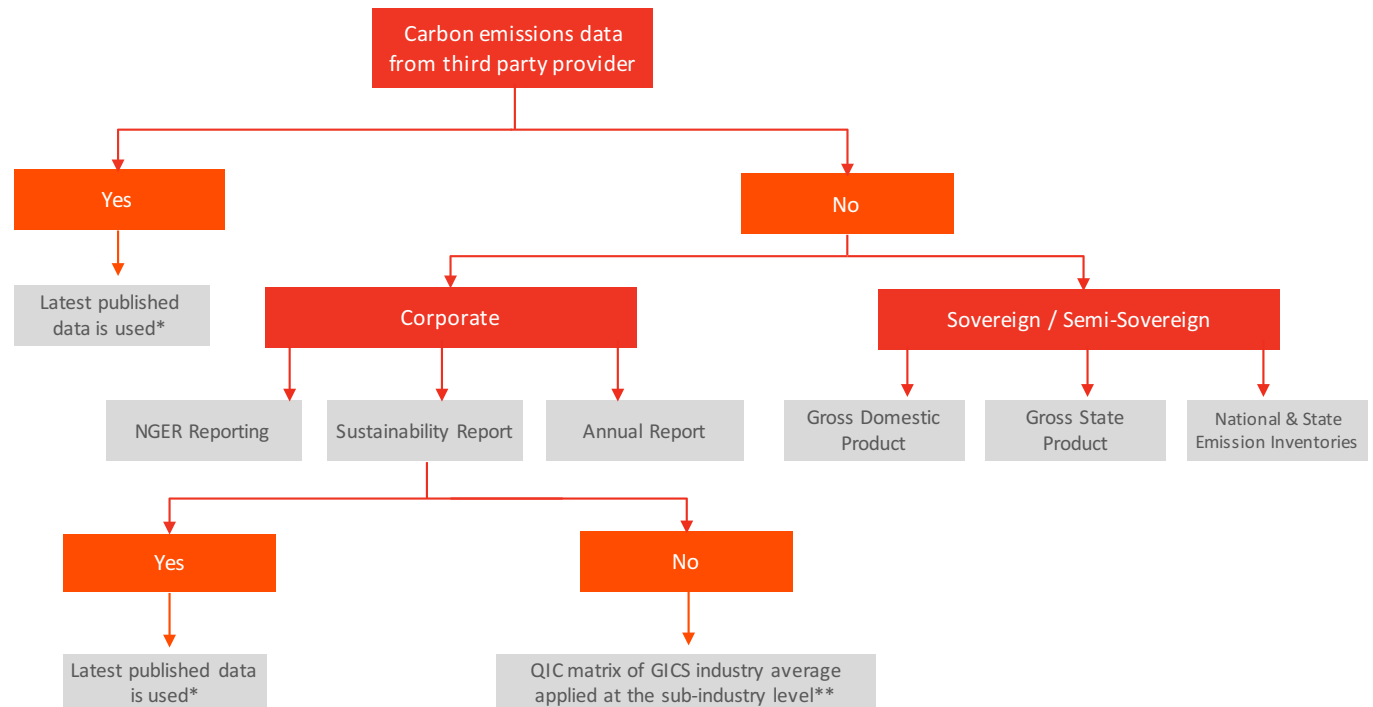 Carbon emissions data
from third party provider
Yes
No
Latest published
data is used*
Corporate
Sovereign / Semi-Sovereign
NGER Reporting
Sustainability Report
Annual Report
Gross Domestic
Product
Gross State
Product
National & State
Emission Inventories
Yes
No
Latest published data
is used*
QIC matrix of GICS industry average
applied at the sub-industry level**